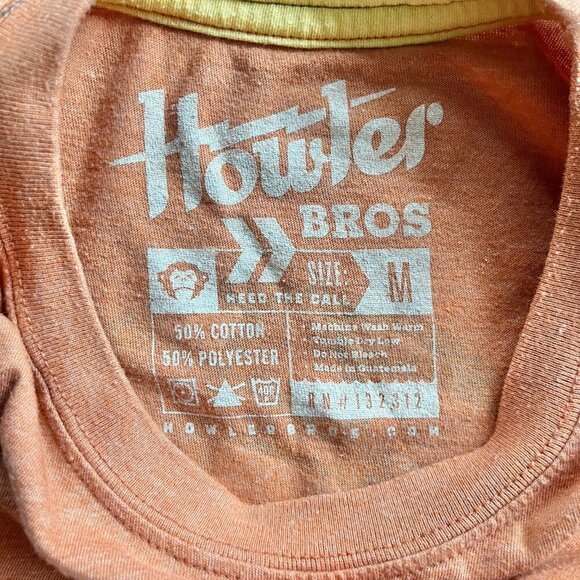 Howler
BROS
SIZE: M
HEED THE CALL
50% COTTON
50% POLYESTER
· Machine Wash Warm
· Tumble Dry Low
· Do Not Bleach
Made in Guatemala
RN#132312
HOWLERBROS.COM